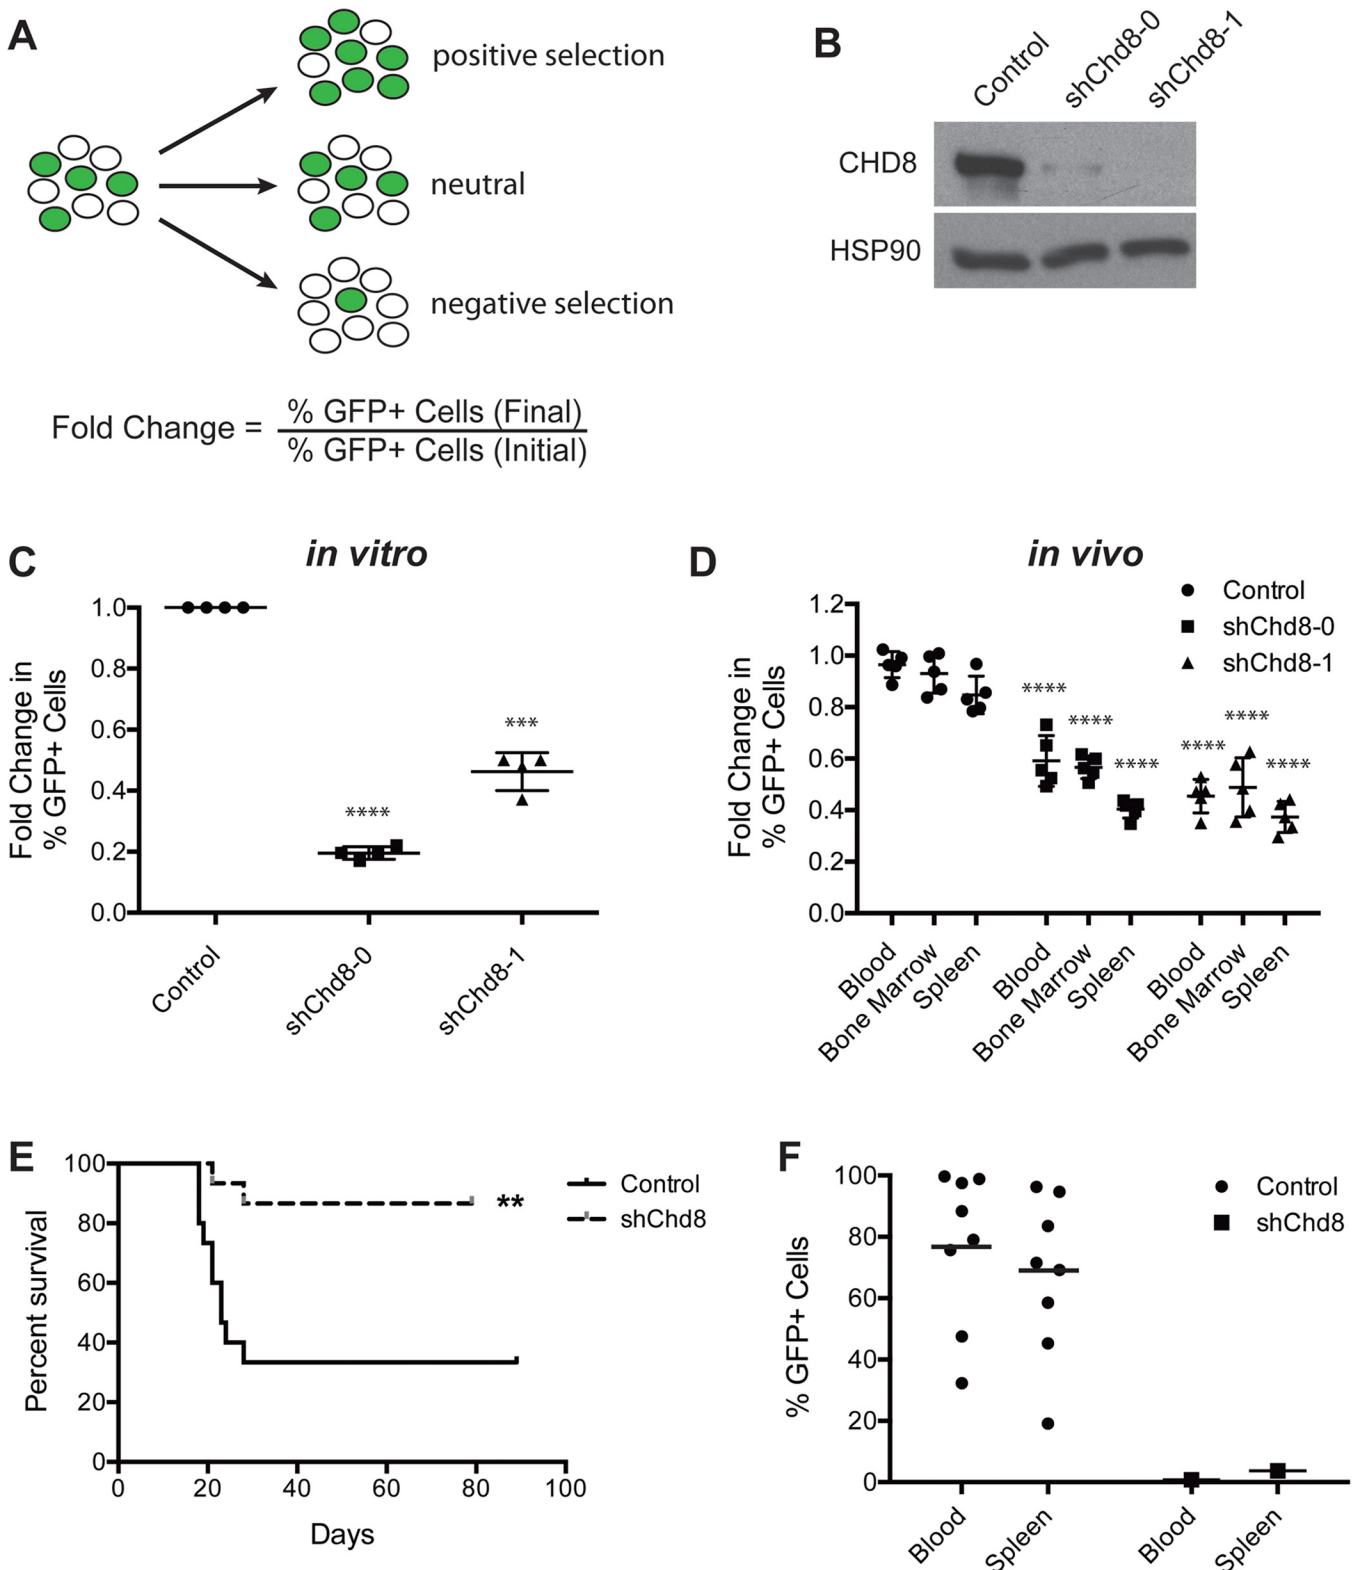 A
positive selection
neutral
negative selection
Fold Change =
% GFP+ Cells (Final)
% GFP+ Cells (Initial)
B
Control
shChd8-0
shChd8-1
CHD8
HSP90
C
in vitro
Fold Change in
% GFP+ Cells
1.0
0.8
0.6
0.4
0.2
0.0
****
***
Control
shChd8-0
shChd8-1
D
in vivo
Control
shChd8-0
shChd8-1
Fold Change in
% GFP+ Cells
1.2
1.0
0.8
0.6
0.4
0.2
0.0
****
****
****
****
****
****
Blood
Bone Marrow
Spleen
Blood
Bone Marrow
Spleen
Blood
Bone Marrow
Spleen
E
Percent survival
100
80
60
40
20
0
0 20 40 60 80 100
Days
**
Control
shChd8
F
% GFP+ Cells
100
80
60
40
20
0
Control
shChd8
Blood
Spleen
Blood
Spleen